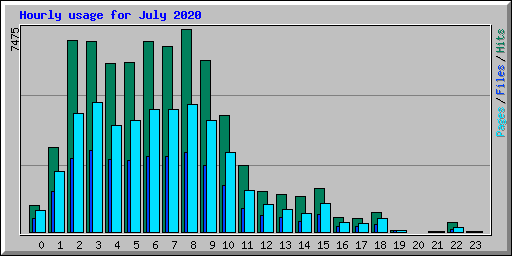 Hourly usage for July 2020
7475
Pages/Files/Hits
0 1 2 3 4 5 6 7 8 9 10 11 12 13 14 15 16 17 18 19 20 21 22 23